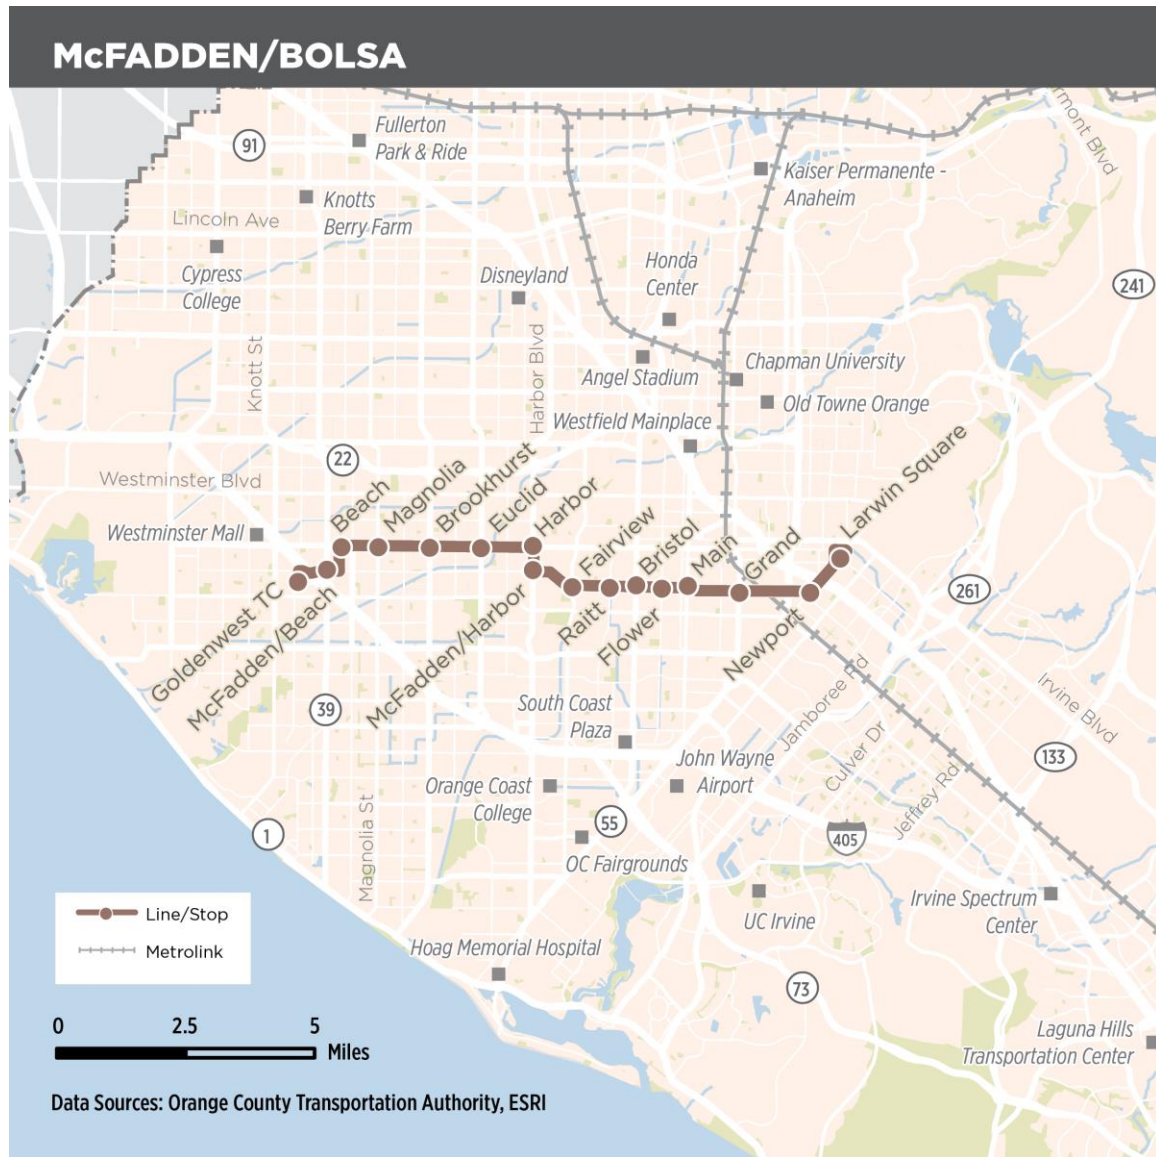 McFADDEN/BOLSA
91
Fullerton
Park & Ride
Kaiser Permanente -
Anaheim
Knotts
Berry Farm
Lincoln Ave
Cypress
College
Disneyland
Honda
Center
241
Knott St
Harbor Blvd
Angel Stadium
Chapman University
Old Towne Orange
Westfield Mainplace
22
Westminster Blvd
Westminster Mall
Beach
Magnolia
Brookhurst
Euclid
Harbor
Fairview
Bristol
Main
Grand
Larwin Square
Goldenwest TC
McFadden/Beach
McFadden/Harbor
Raitt
Flower
Newport
261
39
Jamboree Rd
Irvine Blvd
South Coast
Plaza
Culver Dr
133
John Wayne
Airport
Jeffrey Rd
Orange Coast
College
Magnolia St
1
55
405
OC Fairgrounds
UC Irvine
Irvine Spectrum
Center
Line/Stop
Metrolink
Hoag Memorial Hospital
73
0 2.5 5
Miles
Laguna Hills
Transportation Center
Data Sources: Orange County Transportation Authority, ESRI